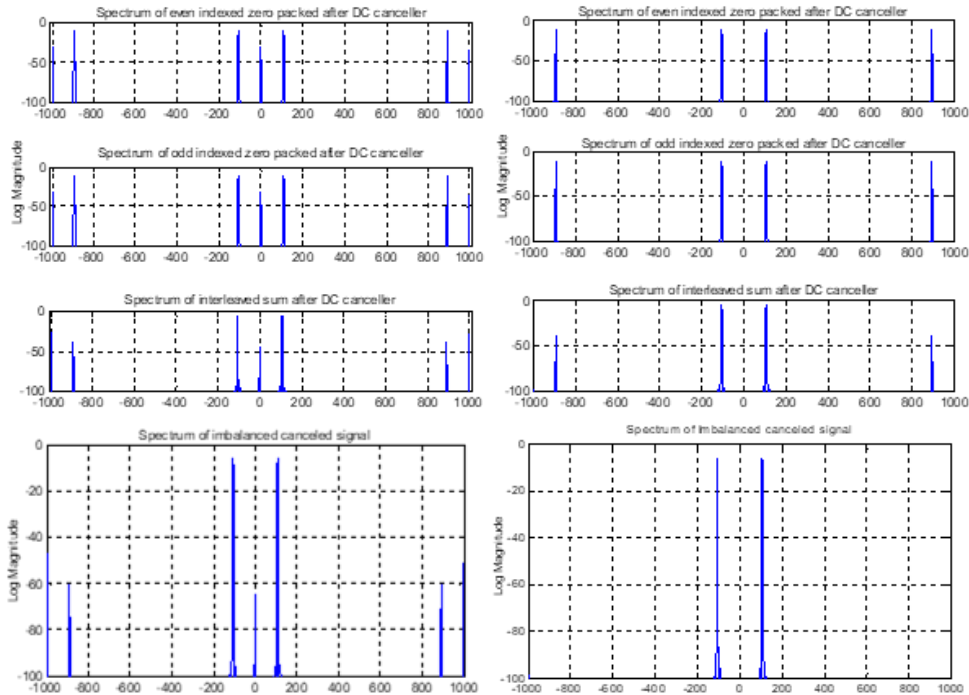 Spectrum of even indexed zero packed after DC canceller
0
-50
-100
-1000 -800 -600 -400 -200 0 200 400 600 800 1000
Spectrum of odd indexed zero packed after DC canceller
Log Magnitude
0
-50
-100
-1000 -800 -600 -400 -200 0 200 400 600 800 1000
Spectrum of interleaved sum after DC canceller
0
-50
-100
-1000 -800 -600 -400 -200 0 200 400 600 800 1000
Spectrum of imbalanced canceled signal
Log Magnitude
0
-20
-40
-60
-80
-100
-1000 -800 -600 -400 -200 0 200 400 600 800 1000
Spectrum of even indexed zero packed after DC canceller
0
-50
-100
-1000 -800 -600 -400 -200 0 200 400 600 800 1000
Spectrum of odd indexed zero packed after DC canceller
Log Magnitude
0
-50
-100
-1000 -800 -600 -400 -200 0 200 400 600 800 1000
Spectrum of interleaved sum after DC canceller
0
-50
-100
-1000 -800 -600 -400 -200 0 200 400 600 800 1000
Spectrum of imbalanced canceled signal
Log Magnitude
0
-20
-40
-60
-80
-100
-1000 -800 -600 -400 -200 0 200 400 600 800 1000